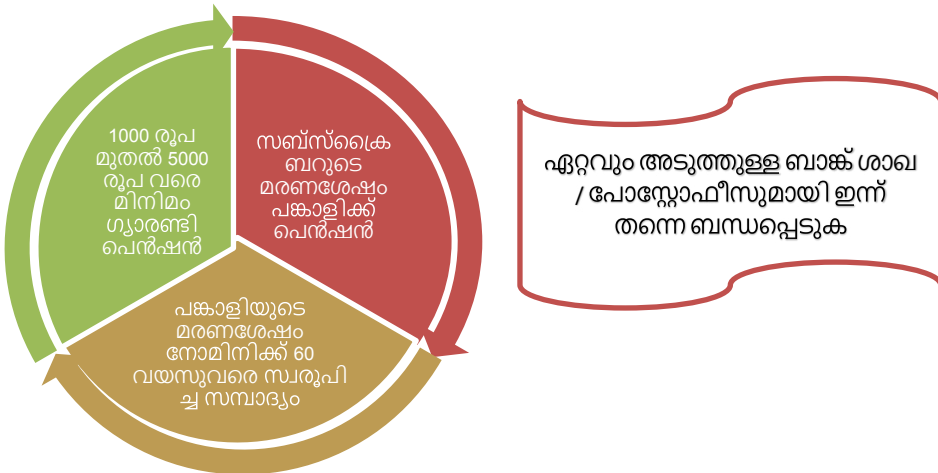 1000 രൂപ
മുതൽ 5000
രൂപ വരെ
മിനിമം
ഗ്യാരണ്ടി
പെൻഷൻ
സബ്സ്ക്രൈ
ബറുടെ
മരണശേഷം
പങ്കാളിക്ക്
പെൻഷൻ
പങ്കാളിയുടെ
മരണശേഷം
നോമിനിക്ക് 60
വയസുവരെ സ്വരൂപി
ച്ച സമ്പാദ്യം
ഏറ്റവും അടുത്തുള്ള ബാങ്ക് ശാഖ
/ പോസ്റ്റോഫീസുമായി ഇന്ന്
തന്നെ ബന്ധപ്പെടുക